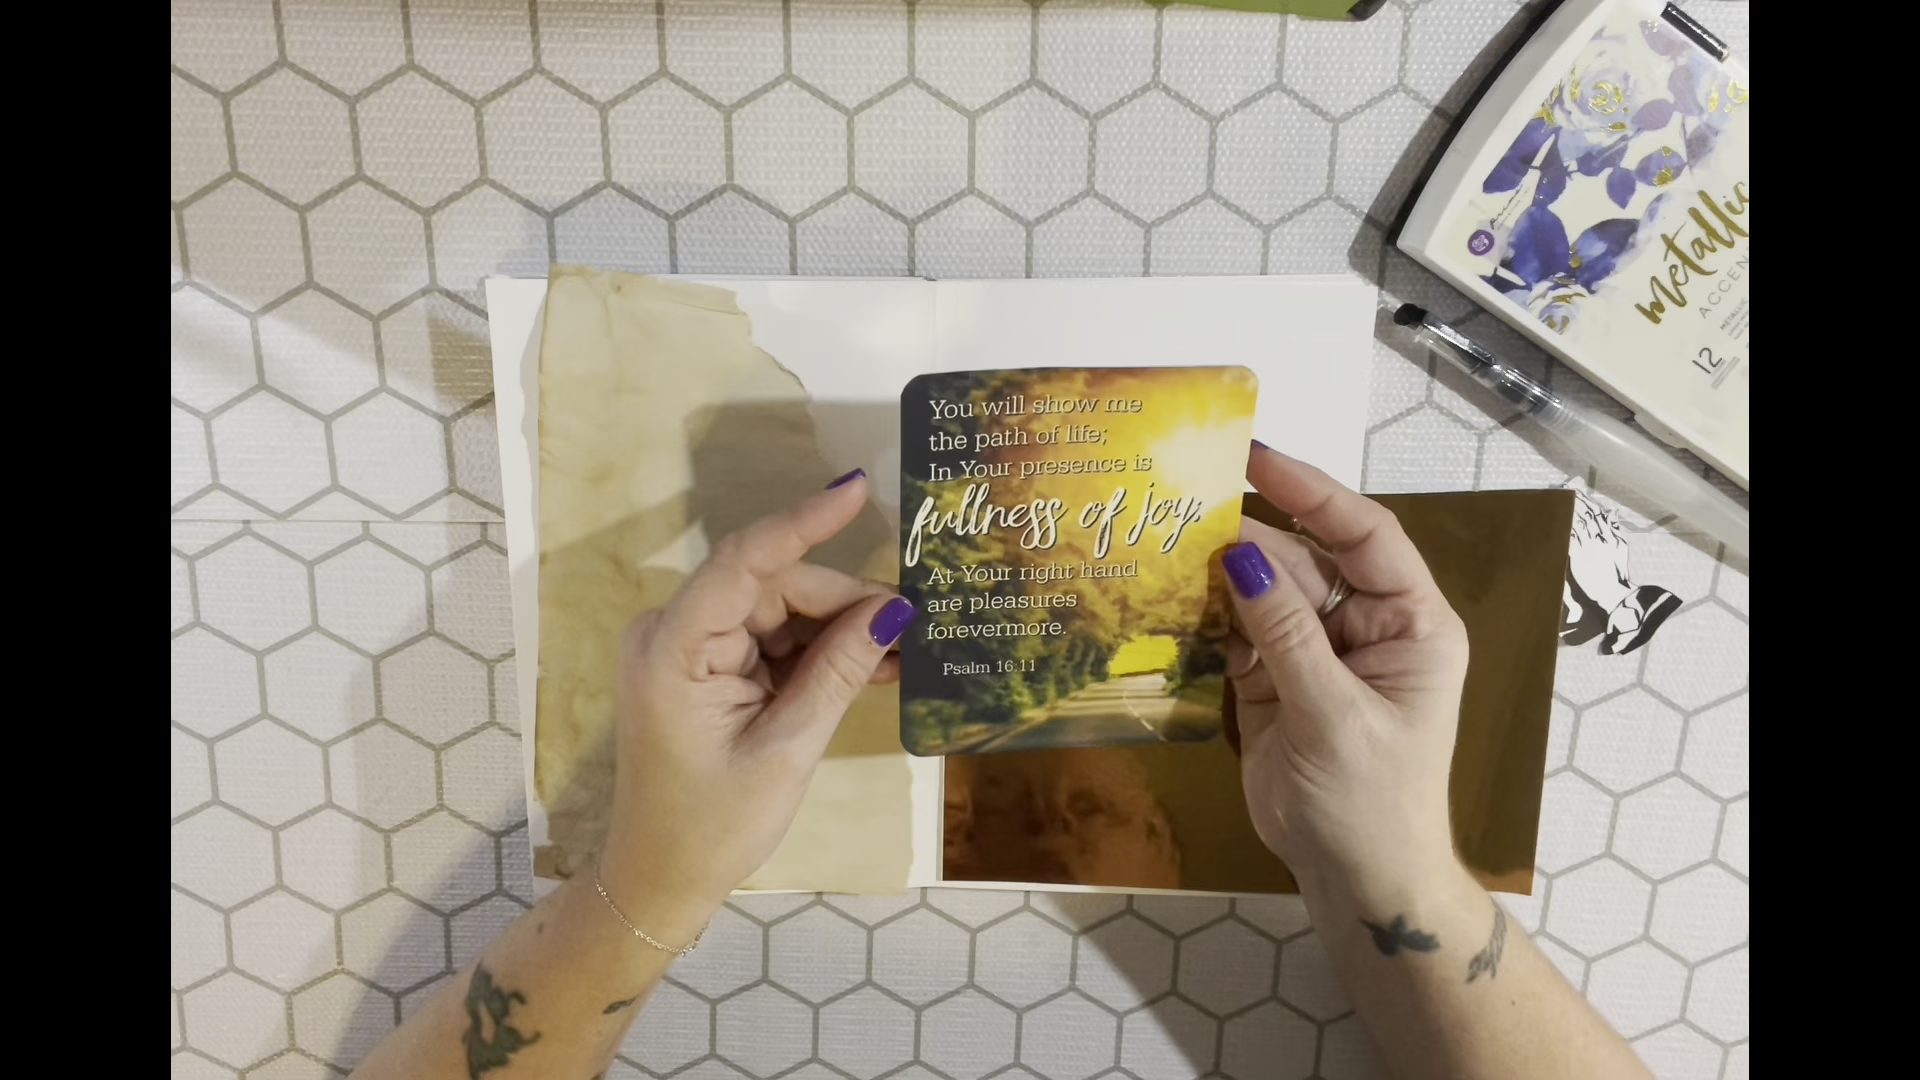 You will show me
the path of life;
In Your presence is
fullness of joy;
At Your right hand
are pleasures
forevermore.
Psalm 16:11
metallic
ACCEN
12